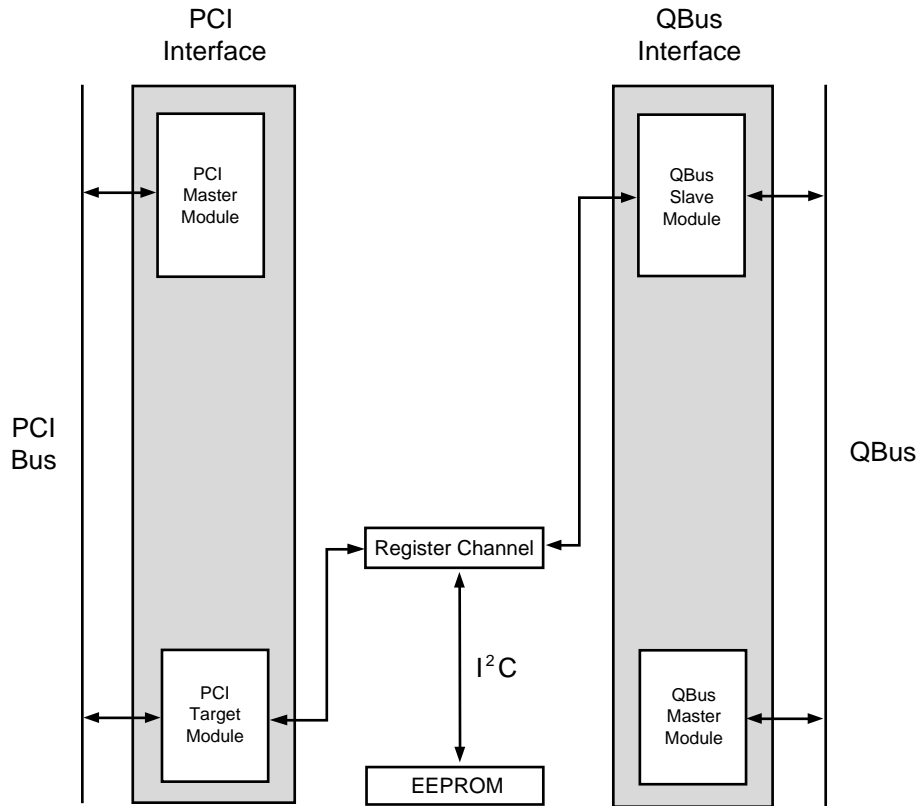 PCI
Interface
QBus
Interface
PCI
Master
Module
QBus
Slave
Module
PCI
Bus
QBus
Register Channel
I²C
PCI
Target
Module
QBus
Master
Module
EEPROM